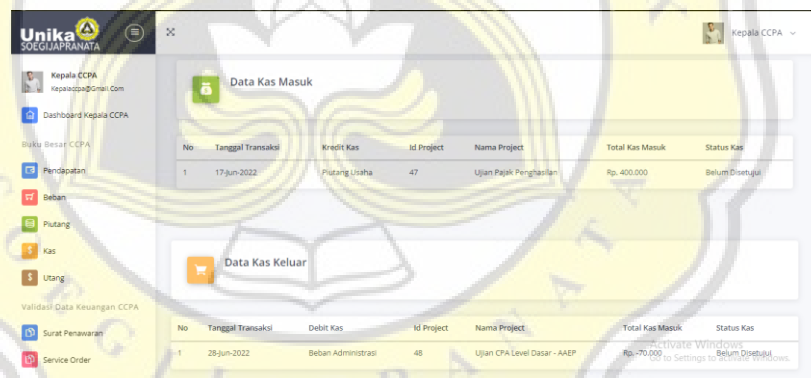 Unika
SOEGIJAPRANATA
Kepala CCPA
Kepala CCPA
Kepalaccpa@Gmail.Com
Dashboard Kepala CCPA
Buku Besar CCPA
Pendapatan
Beban
Piutang
Kas
Utang
Validasi Data Keuangan CCPA
Surat Penawaran
Service Order
Data Kas Masuk
No Tanggal Transaksi Kredit Kas Id Project Nama Project Total Kas Masuk Status Kas
1 17-Jun-2022 Piutang Usaha 47 Ujian Pajak Penghasilan Rp. 400.000 Belum Disetujui
Data Kas Keluar
No Tanggal Transaksi Debit Kas Id Project Nama Project Total Kas Masuk Status Kas
1 28-Jun-2022 Beban Administrasi 48 Ujian CPA Level Dasar - AAEP Rp. -70.000 Belum Disetujui
Activate Windows
Go to Settings to activate Windows.